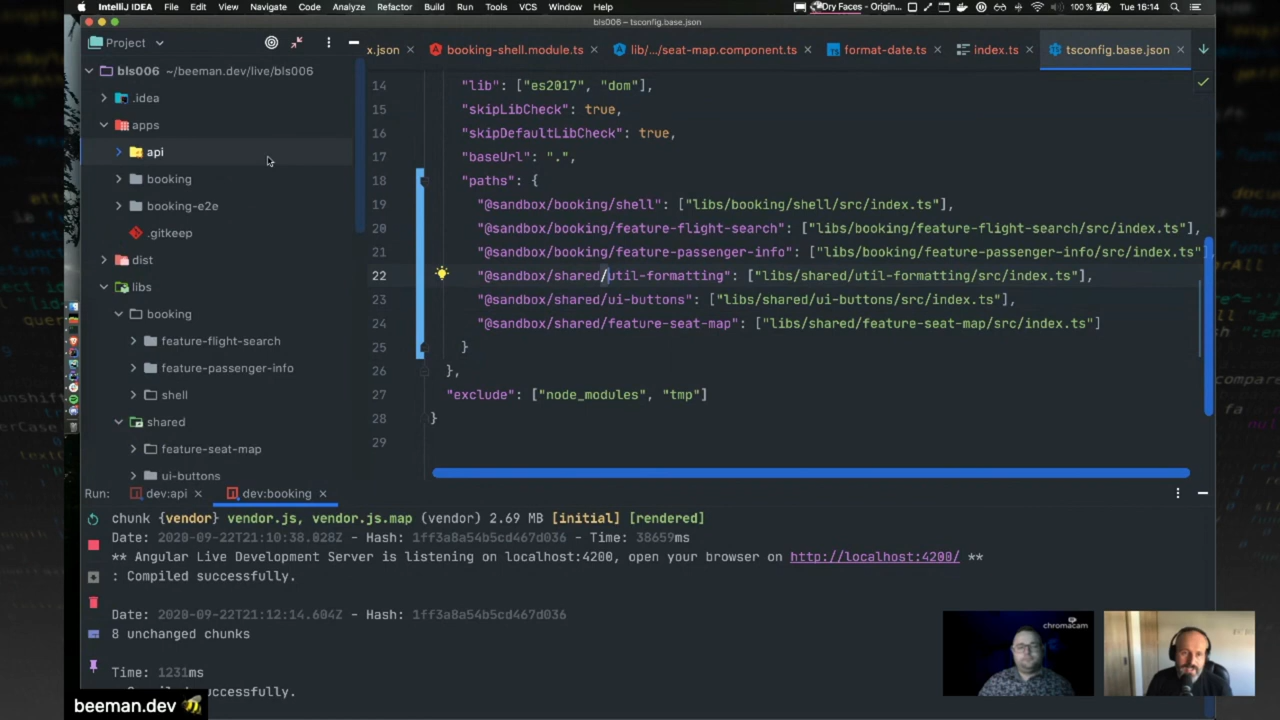 IntelliJ IDEA File Edit View Navigate Code Analyze Refactor Build Run Tools VCS Window Help Dry Faces - Origin... 100 % Tue 16:14
bls006 – tsconfig.base.json
Project
x.json booking-shell.module.ts lib/.../seat-map.component.ts format-date.ts index.ts tsconfig.base.json
bls006 ~/beeman.dev/live/bls006
.idea
apps
api
booking
booking-e2e
.gitkeep
dist
libs
booking
feature-flight-search
feature-passenger-info
shell
shared
feature-seat-map
ui-buttons
14 "lib": ["es2017", "dom"],
15 "skipLibCheck": true,
16 "skipDefaultLibCheck": true,
17 "baseUrl": ".",
18 "paths": {
19 "@sandbox/booking/shell": ["libs/booking/shell/src/index.ts"],
20 "@sandbox/booking/feature-flight-search": ["libs/booking/feature-flight-search/src/index.ts"],
21 "@sandbox/booking/feature-passenger-info": ["libs/booking/feature-passenger-info/src/index.ts"
22 "@sandbox/shared/util-formatting": ["libs/shared/util-formatting/src/index.ts"],
23 "@sandbox/shared/ui-buttons": ["libs/shared/ui-buttons/src/index.ts"],
24 "@sandbox/shared/feature-seat-map": ["libs/shared/feature-seat-map/src/index.ts"]
25 }
26 },
27 "exclude": ["node_modules", "tmp"]
28 }
29
Run: dev:api dev:booking
chunk {vendor} vendor.js, vendor.js.map (vendor) 2.69 MB [initial] [rendered]
Date: 2020-09-22T21:10:38.028Z - Hash: 1ff3a8a54b5cd467d036 - Time: 38659ms
** Angular Live Development Server is listening on localhost:4200, open your browser on http://localhost:4200/ **
: Compiled successfully.
Date: 2020-09-22T21:12:14.604Z - Hash: 1ff3a8a54b5cd467d036
8 unchanged chunks
Time: 1231ms
successfully.
chromacam
beeman.dev